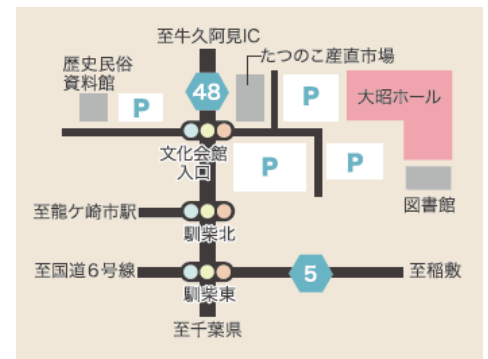 至牛久阿見IC
たつのこ産直市場
歴史民俗
資料館
P
48
P
大昭ホール
文化会館
入口
P
P
図書館
至龍ケ崎市駅
馴柴北
至国道6号線
5
至稲敷
馴柴東
至千葉県